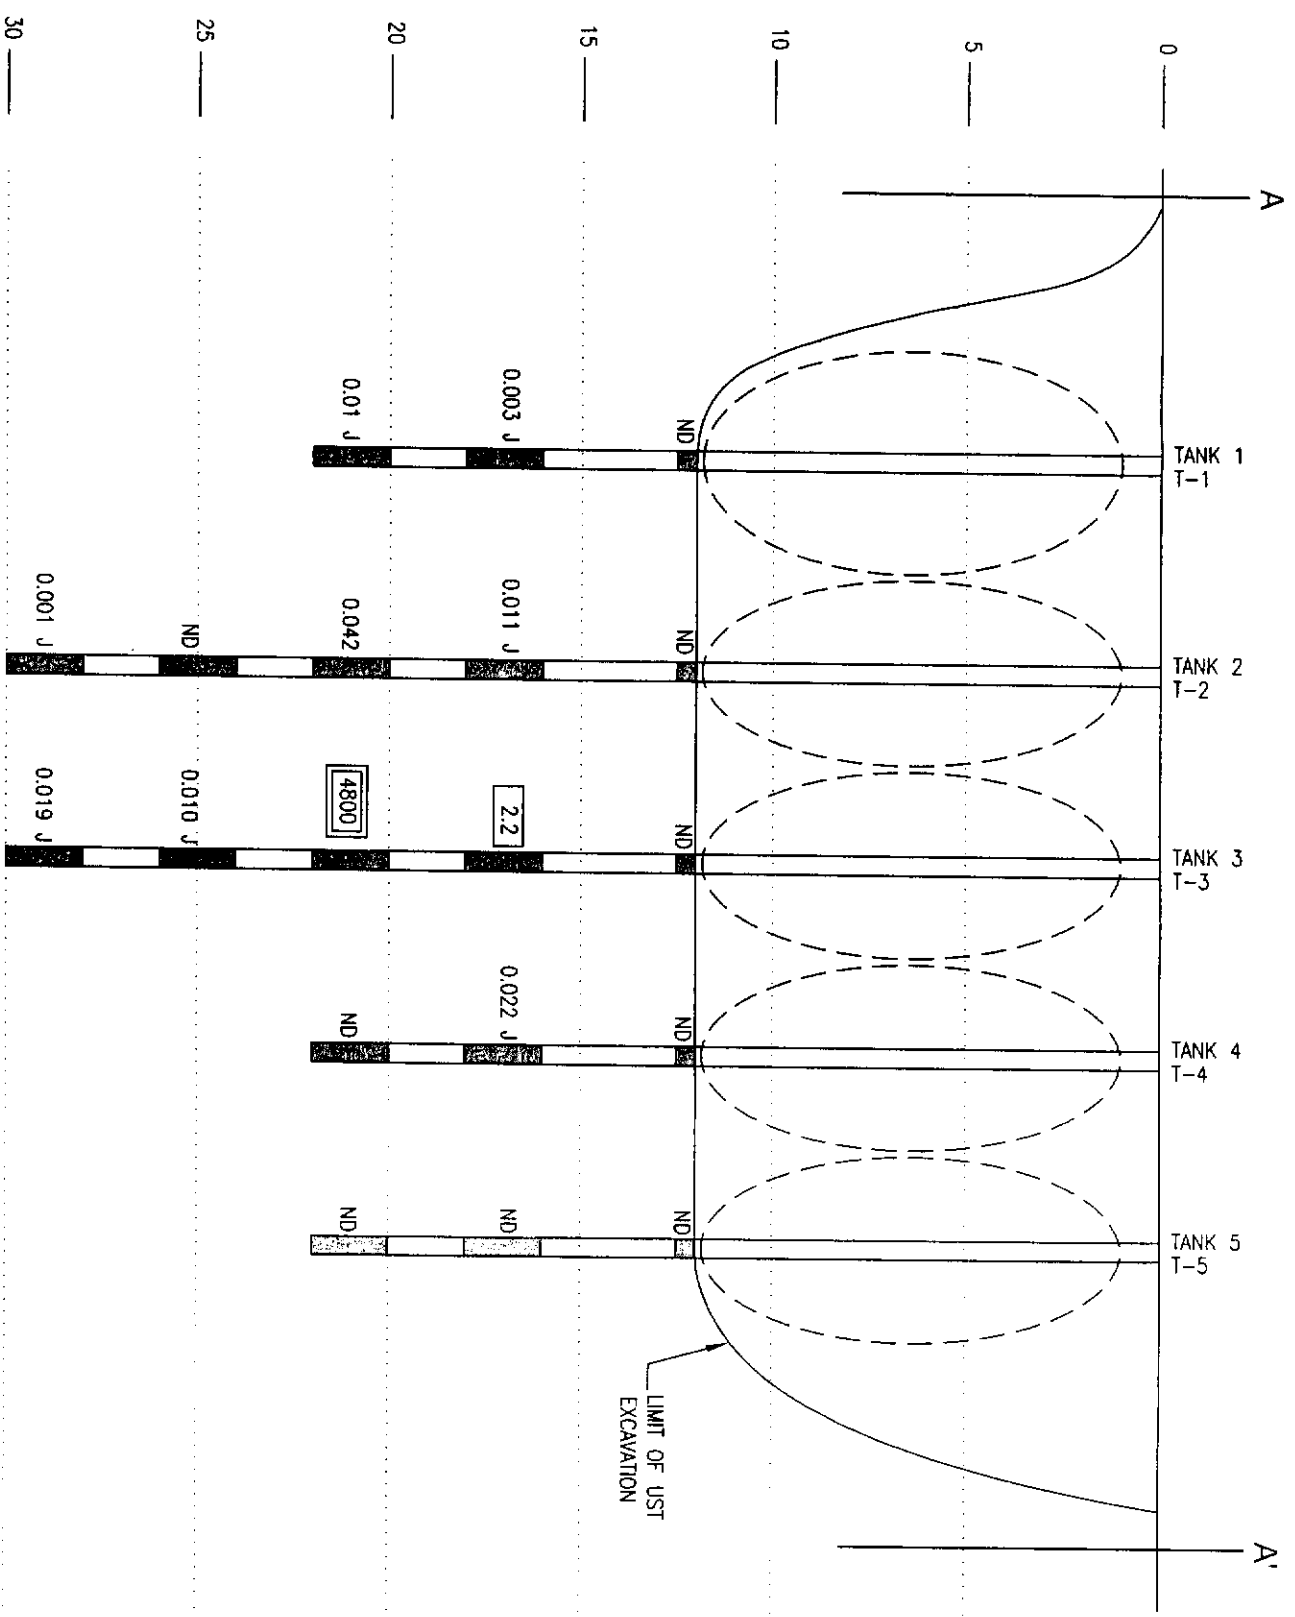 A
A'
TANK 1
T-1
TANK 2
T-2
TANK 3
T-3
TANK 4
T-4
TANK 5
T-5
0
5
10
ND
ND
ND
ND
ND
LIMIT OF UST
EXCAVATION
15
0.003 J
0.011 J
2.2
0.022 J
ND
20
0.01 J
0.042
4800
ND
ND
25
ND
0.010 J
30
0.001 J
0.019 J